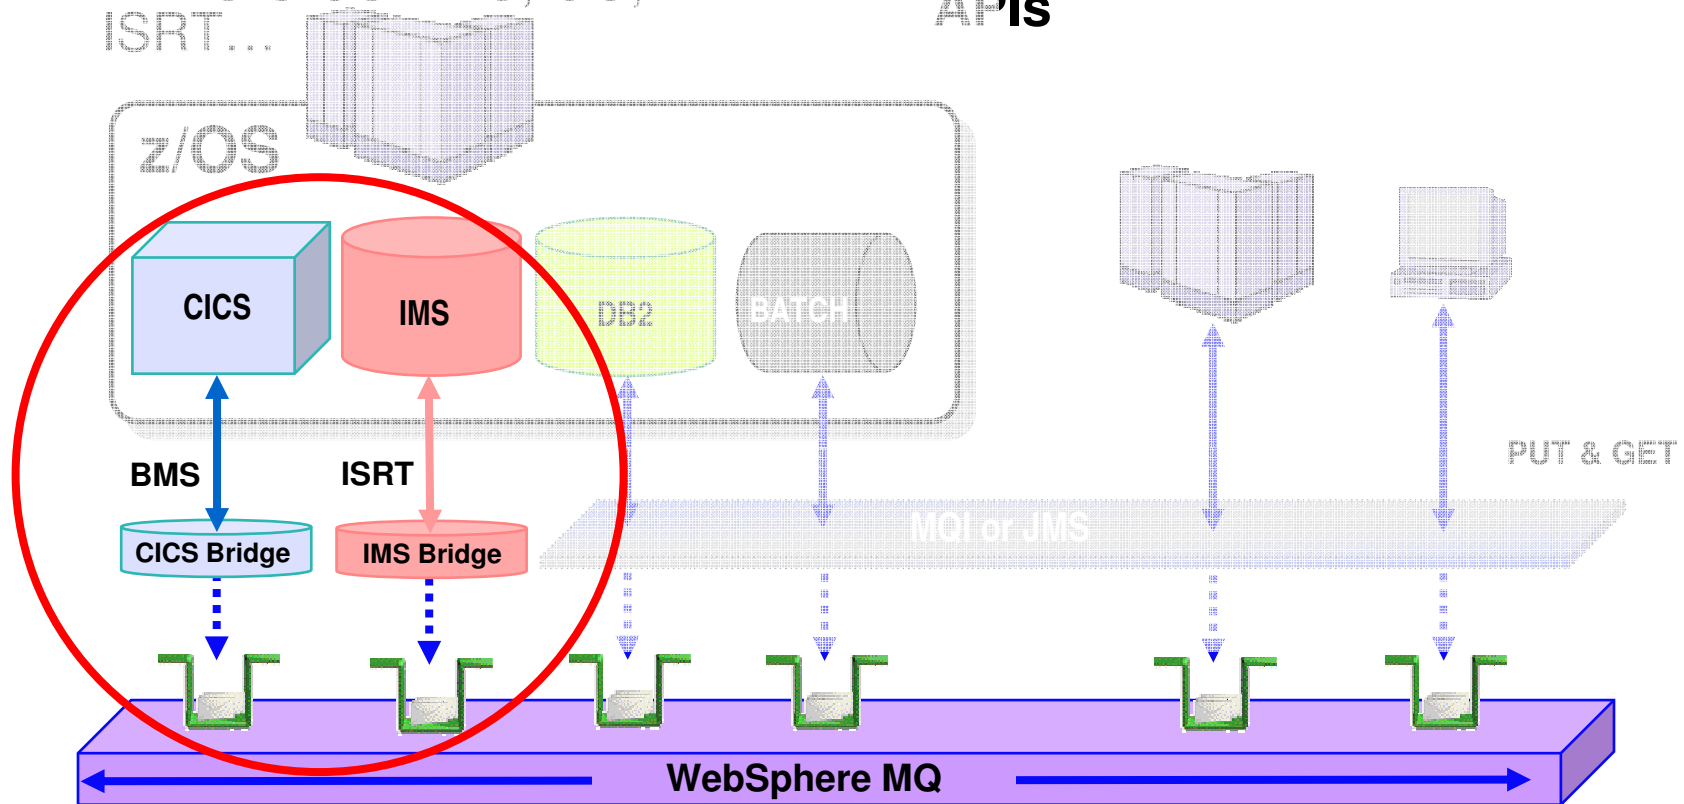 ISRT...
APIs
z/OS
CICS
IMS
DB2
BATCH
BMS
ISRT
PUT & GET
MQI or JMS
CICS Bridge
IMS Bridge
WebSphere MQ